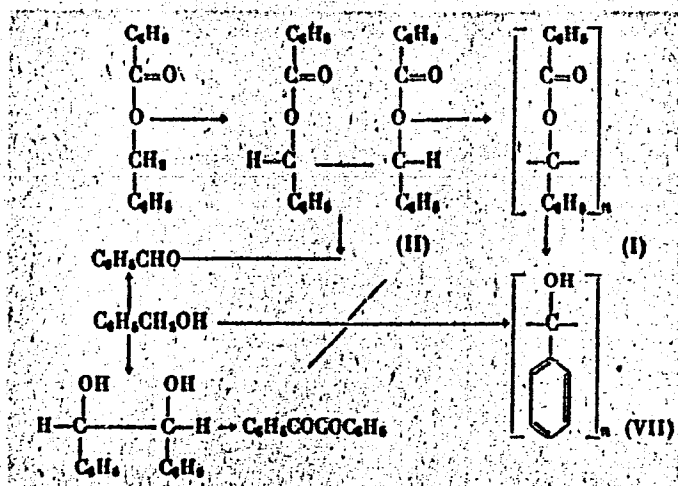 C₆H₅ C₆H₅ C₆H₅ C₆H₅
C=O C=O C=O C=O
O O O O
CH₂ H—C C—H —C—
C₆H₅ C₆H₅ C₆H₅ C₆H₅ n
(II) (I)
C₆H₅CHO
OH
C₆H₅CH₂OH —C—
OH OH
H—C C—H C₆H₅COCOC₆H₅ n (VII)
C₆H₅ C₆H₅